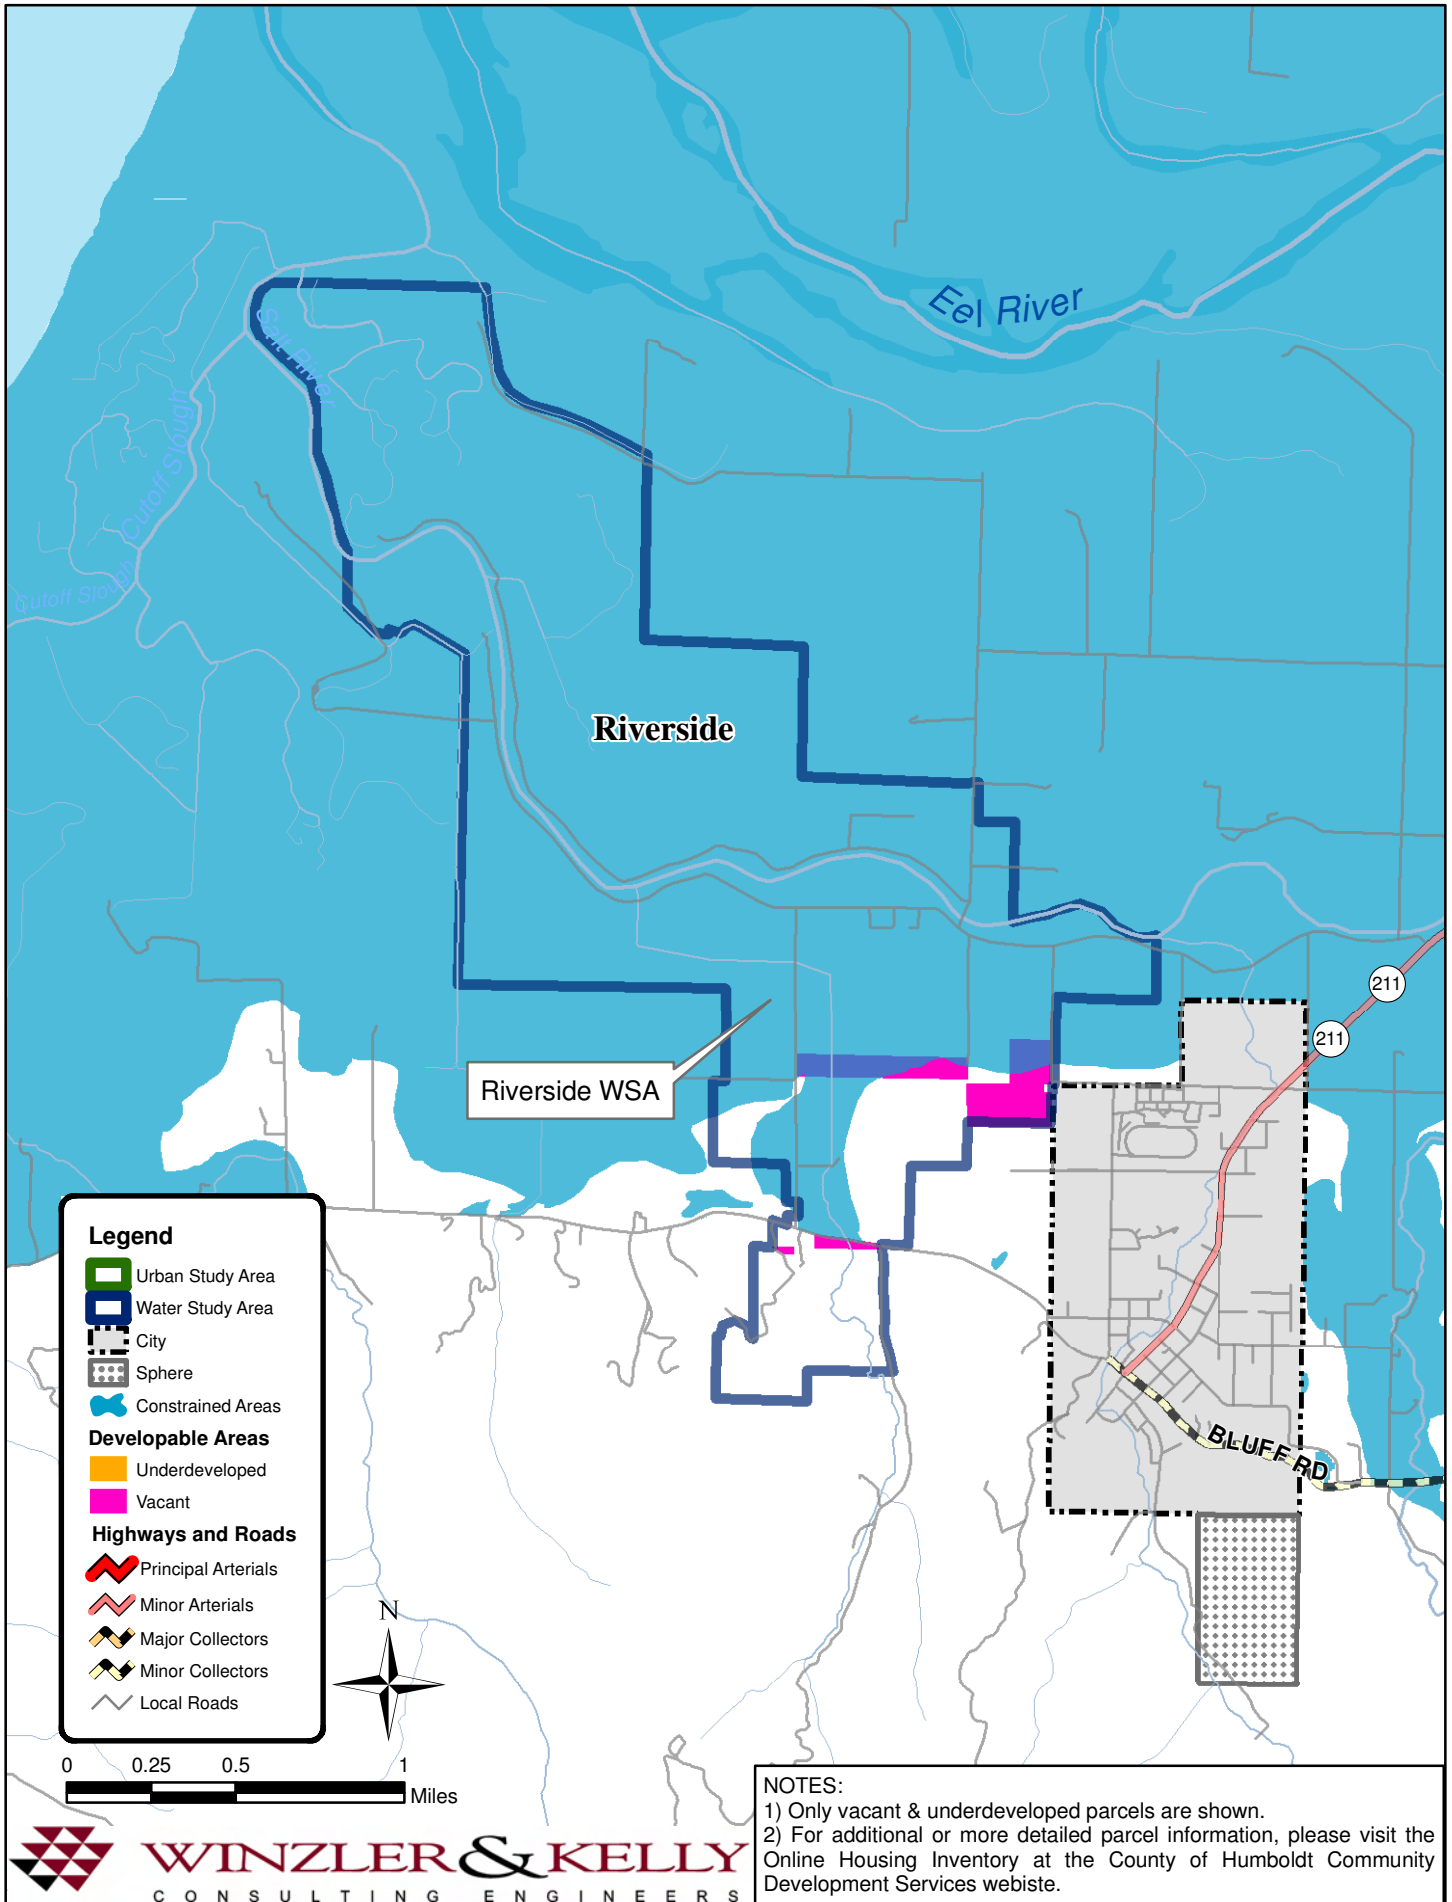 Eel River
Salt River
Cutoff Slough
Cutoff Slough
Riverside
211
211
Riverside WSA
BLUFF RD
Legend
Urban Study Area
Water Study Area
City
Sphere
Constrained Areas
Developable Areas
Underdeveloped
Vacant
Highways and Roads
Principal Arterials
Minor Arterials
Major Collectors
Minor Collectors
Local Roads
N
0 0.25 0.5 1
Miles
NOTES:
1) Only vacant & underdeveloped parcels are shown.
2) For additional or more detailed parcel information, please visit the
Online Housing Inventory at the County of Humboldt Community
Development Services webiste.
WINZLER & KELLY
CONSULTING ENGINEERS